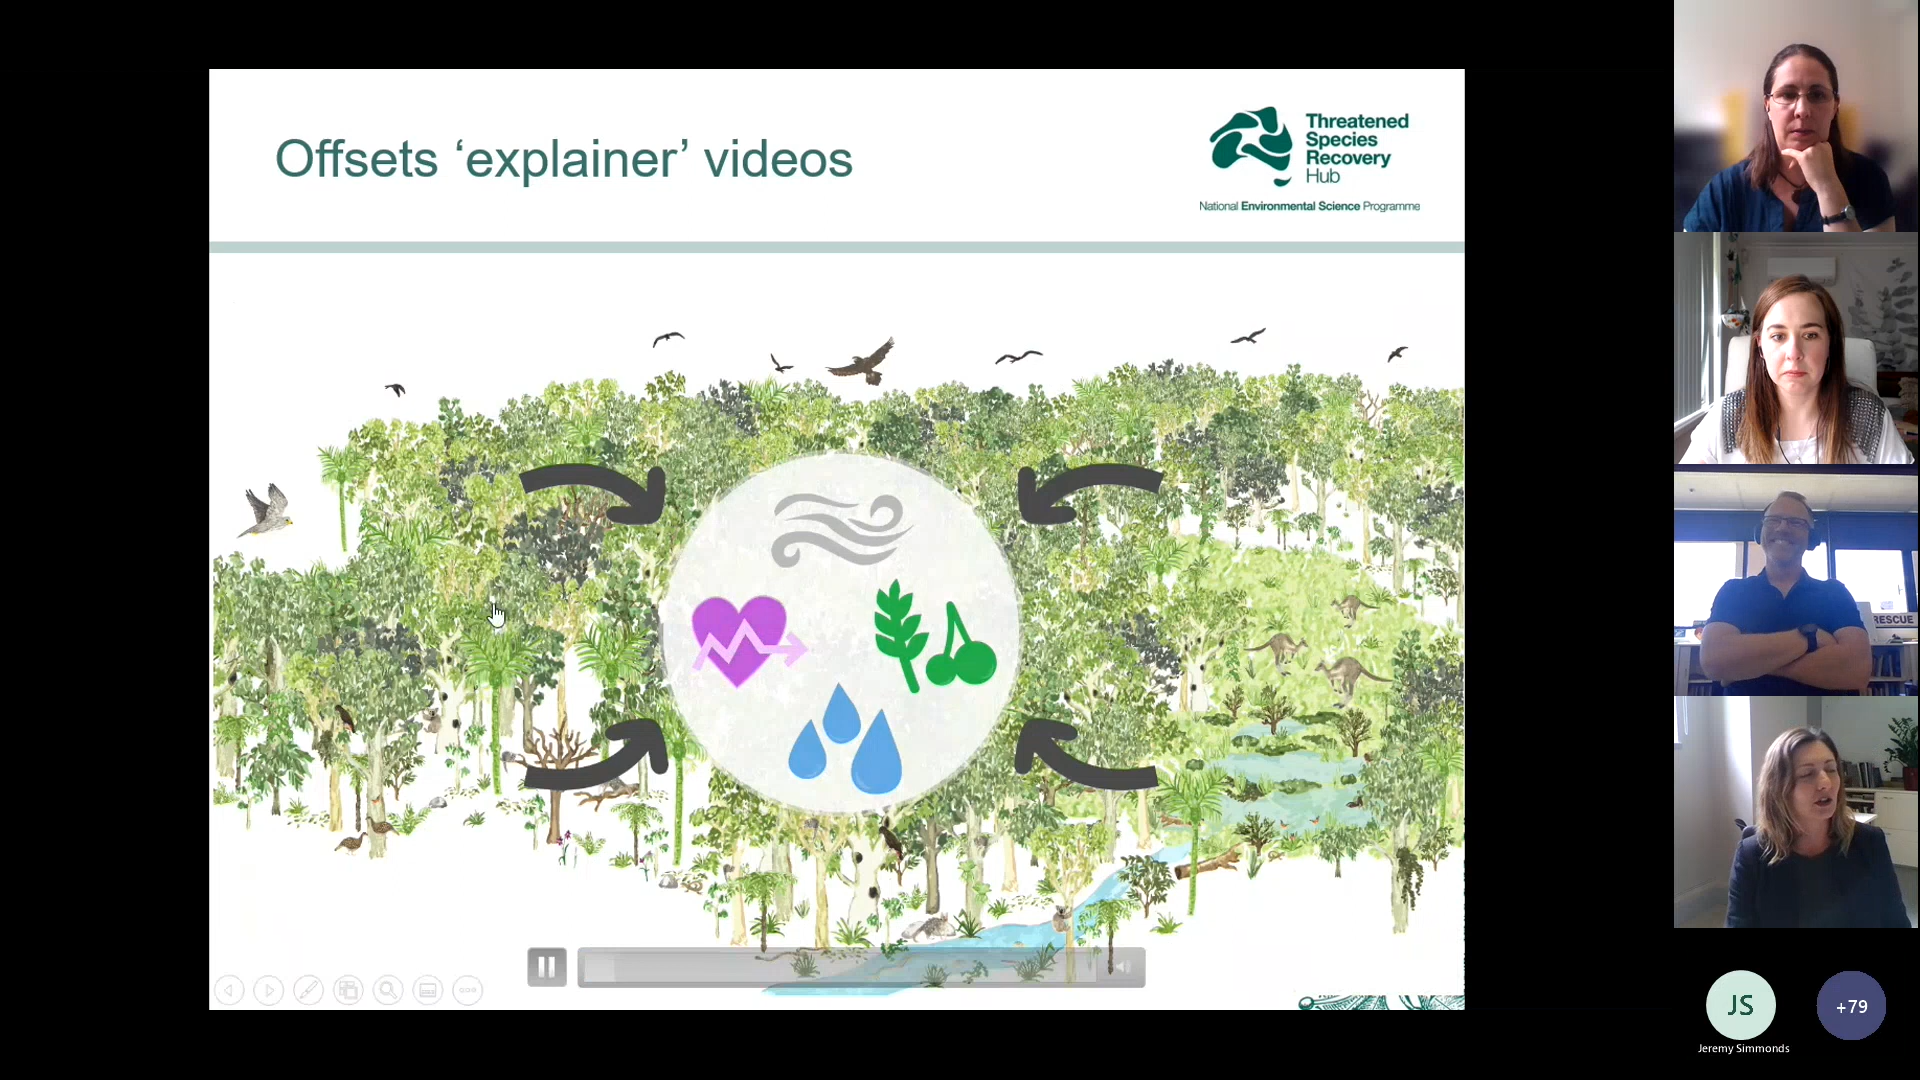 Offsets ‘explainer’ videos
Threatened
Species
Recovery
Hub
National Environmental Science Programme
RESCUE
JS
+79
Jeremy Simmonds